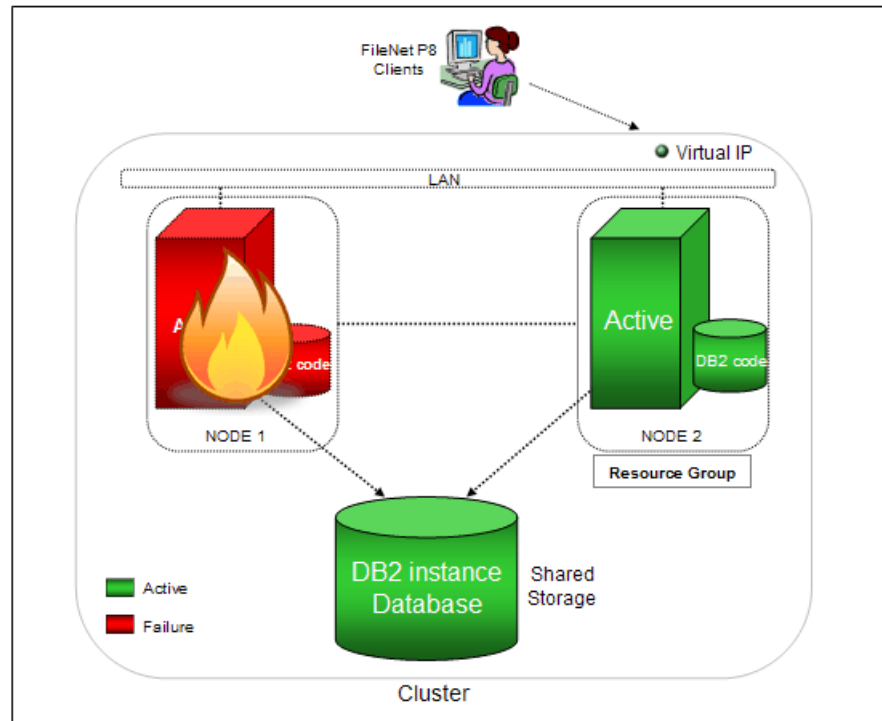 FileNet P8
Clients
Virtual IP
LAN
Active
code
DB2 code
NODE 1
NODE 2
Resource Group
DB2 instance
Database
Shared
Storage
Active
Failure
Cluster